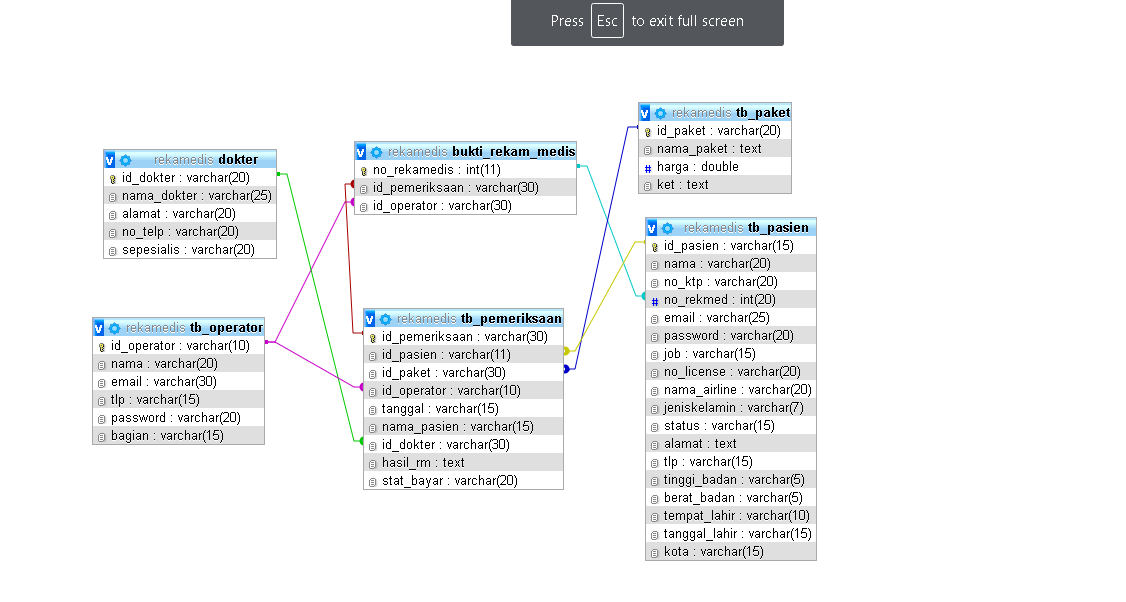 Press Esc to exit full screen
rekamedis dokter
id_dokter : varchar(20)
nama_dokter : varchar(25)
alamat : varchar(20)
no_telp : varchar(20)
sepesialis : varchar(20)
rekamedis tb_operator
id_operator : varchar(10)
nama : varchar(20)
email : varchar(30)
tlp : varchar(15)
password : varchar(20)
bagian : varchar(15)
rekamedis bukti_rekam_medis
no_rekamedis : int(11)
id_pemeriksaan : varchar(30)
id_operator : varchar(30)
rekamedis tb_pemeriksaan
id_pemeriksaan : varchar(30)
id_pasien : varchar(11)
id_paket : varchar(30)
id_operator : varchar(10)
tanggal : varchar(15)
nama_pasien : varchar(15)
id_dokter : varchar(30)
hasil_rm : text
stat_bayar : varchar(20)
rekamedis tb_paket
id_paket : varchar(20)
nama_paket : text
harga : double
ket : text
rekamedis tb_pasien
id_pasien : varchar(15)
nama : varchar(20)
no_ktp : varchar(20)
no_rekmed : int(20)
email : varchar(25)
password : varchar(20)
job : varchar(15)
no_license : varchar(20)
nama_airline : varchar(20)
jeniskelamin : varchar(7)
status : varchar(15)
alamat : text
tlp : varchar(15)
tinggi_badan : varchar(5)
berat_badan : varchar(5)
tempat_lahir : varchar(10)
tanggal_lahir : varchar(15)
kota : varchar(15)